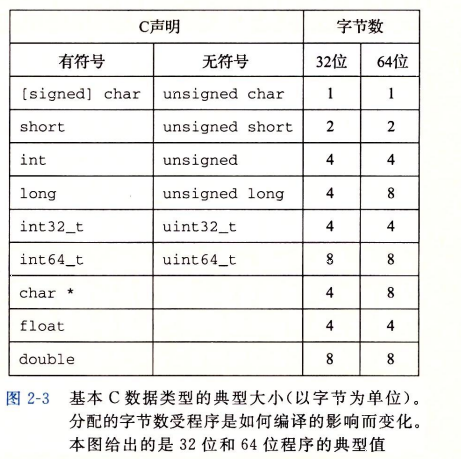 C声明 字节数
有符号 无符号 32位 64位
[signed] char unsigned char 1 1
short unsigned short 2 2
int unsigned 4 4
long unsigned long 4 8
int32_t uint32_t 4 4
int64_t uint64_t 8 8
char * 4 8
float 4 4
double 8 8
图 2-3 基本 C 数据类型的典型大小(以字节为单位)。
分配的字节数受程序是如何编译的影响而变化。
本图给出的是 32 位和 64 位程序的典型值